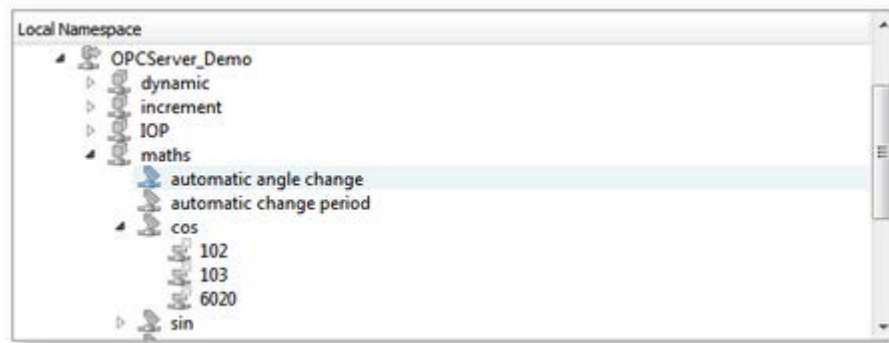 Local Namespace
OPCServer_Demo
dynamic
increment
IOP
maths
automatic angle change
automatic change period
cos
102
103
6020
sin